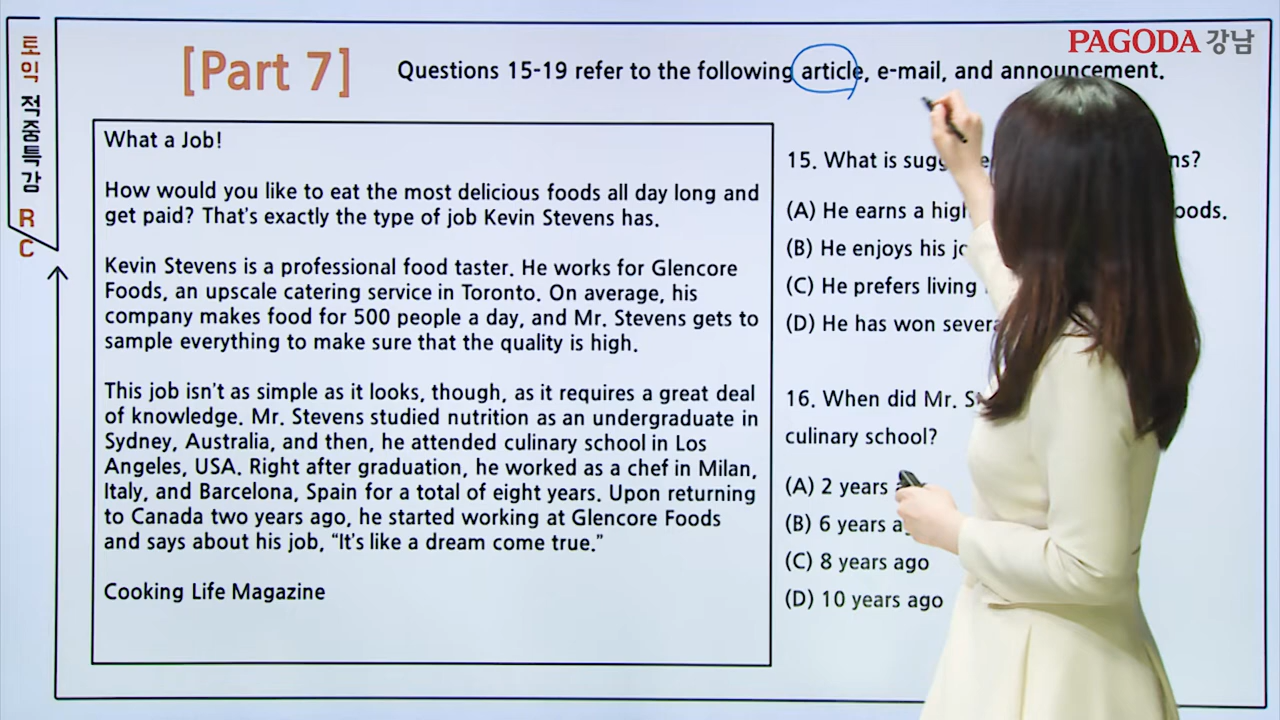 PAGODA 강남
토익 적중특강 RC
[Part 7]
Questions 15-19 refer to the following article, e-mail, and announcement.
What a Job!
How would you like to eat the most delicious foods all day long and
get paid? That's exactly the type of job Kevin Stevens has.
Kevin Stevens is a professional food taster. He works for Glencore
Foods, an upscale catering service in Toronto. On average, his
company makes food for 500 people a day, and Mr. Stevens gets to
sample everything to make sure that the quality is high.
This job isn't as simple as it looks, though, as it requires a great deal
of knowledge. Mr. Stevens studied nutrition as an undergraduate in
Sydney, Australia, and then, he attended culinary school in Los
Angeles, USA. Right after graduation, he worked as a chef in Milan,
Italy, and Barcelona, Spain for a total of eight years. Upon returning
to Canada two years ago, he started working at Glencore Foods
and says about his job, “It's like a dream come true.”
Cooking Life Magazine
15. What is
(A) He earns a
(B) He enjoys his
(C) He prefers living
(D) He has won
16. When did Mr.
culinary school?
(A) 2 years
(B) 6 years
(C) 8 years ago
(D) 10 years ago